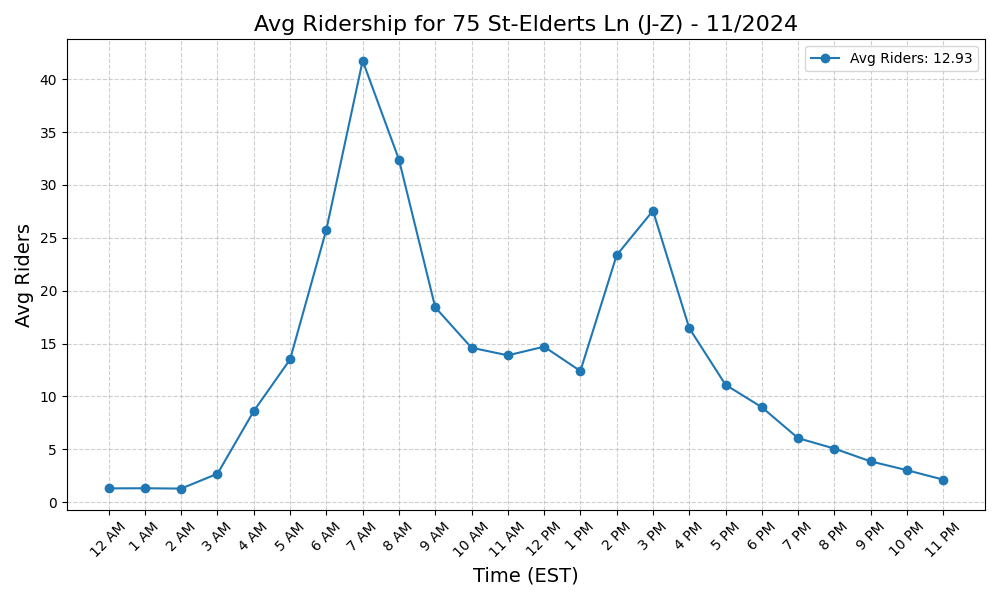 Avg Ridership for 75 St-Elderts Ln (J-Z) - 11/2024
Avg Riders: 12.93
Avg Riders
40
35
30
25
20
15
10
5
0
12 AM
1 AM
2 AM
3 AM
4 AM
5 AM
6 AM
7 AM
8 AM
9 AM
10 AM
11 AM
12 PM
1 PM
2 PM
3 PM
4 PM
5 PM
6 PM
7 PM
8 PM
9 PM
10 PM
11 PM
Time (EST)